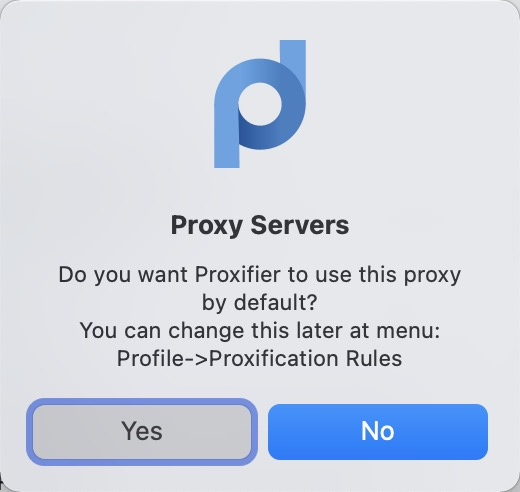 Proxy Servers
Do you want Proxifier to use this proxy
by default?
You can change this later at menu:
Profile->Proxification Rules
Yes
No